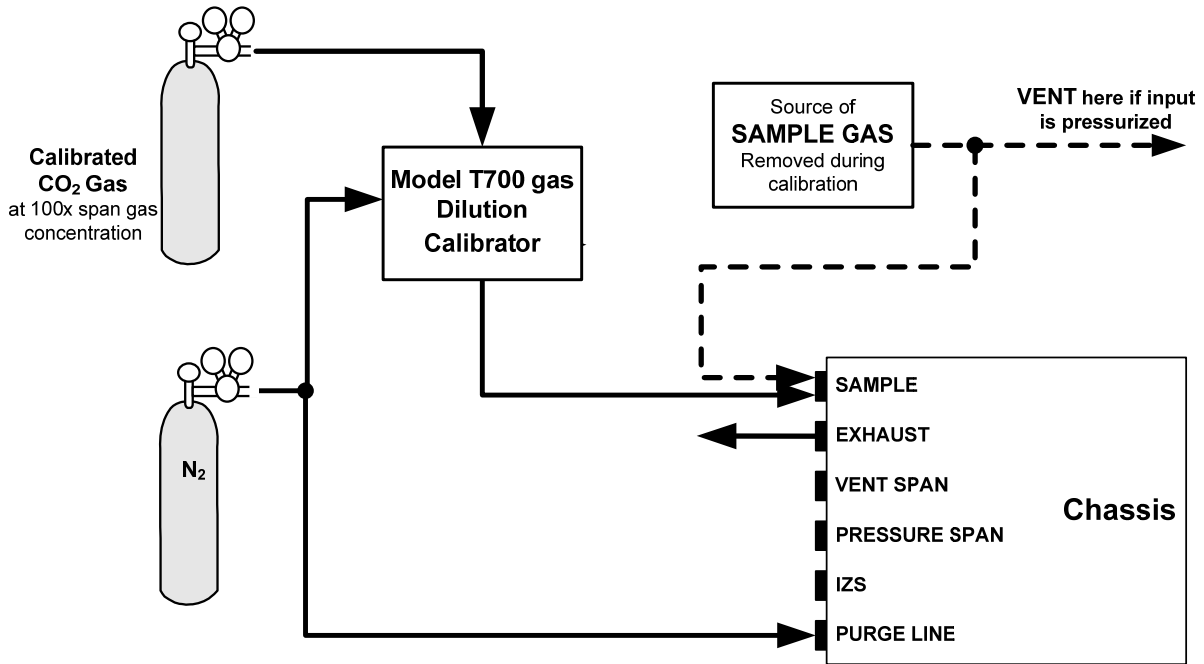 Calibrated
CO₂ Gas
at 100x span gas
concentration
Model T700 gas
Dilution
Calibrator
Source of
SAMPLE GAS
Removed during
calibration
VENT here if input
is pressurized
N₂
SAMPLE
EXHAUST
VENT SPAN
PRESSURE SPAN
IZS
PURGE LINE
Chassis